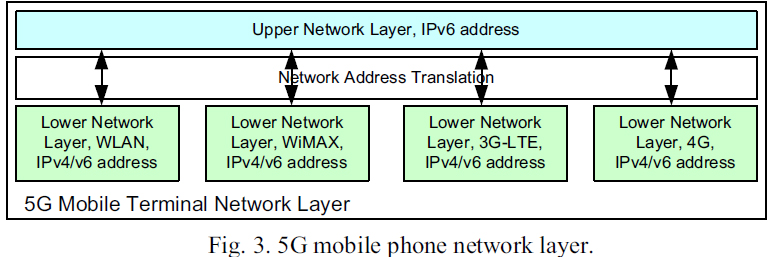 Upper Network Layer, IPv6 address
Network Address Translation
Lower Network
Layer, WLAN,
IPv4/v6 address
Lower Network
Layer, WiMAX,
IPv4/v6 address
Lower Network
Layer, 3G-LTE,
IPv4/v6 address
Lower Network
Layer, 4G,
IPv4/v6 address
5G Mobile Terminal Network Layer
Fig. 3. 5G mobile phone network layer.